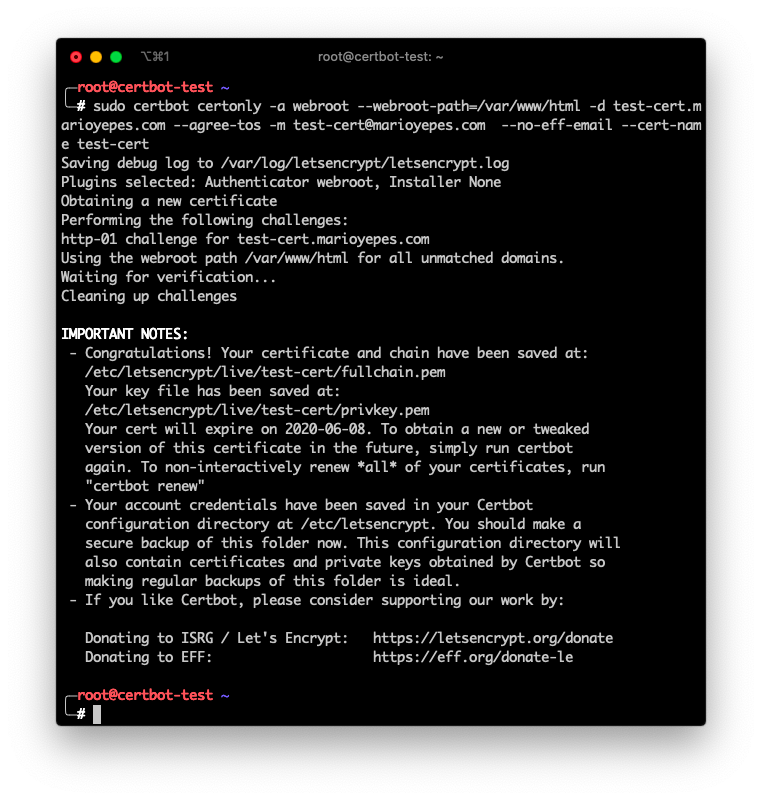 ⌥⌘1 root@certbot-test: ~
root@certbot-test ~
# sudo certbot certonly -a webroot --webroot-path=/var/www/html -d test-cert.m
arioyepes.com --agree-tos -m test-cert@marioyepes.com  --no-eff-email --cert-nam
e test-cert
Saving debug log to /var/log/letsencrypt/letsencrypt.log
Plugins selected: Authenticator webroot, Installer None
Obtaining a new certificate
Performing the following challenges:
http-01 challenge for test-cert.marioyepes.com
Using the webroot path /var/www/html for all unmatched domains.
Waiting for verification...
Cleaning up challenges

IMPORTANT NOTES:
 - Congratulations! Your certificate and chain have been saved at:
   /etc/letsencrypt/live/test-cert/fullchain.pem
   Your key file has been saved at:
   /etc/letsencrypt/live/test-cert/privkey.pem
   Your cert will expire on 2020-06-08. To obtain a new or tweaked
   version of this certificate in the future, simply run certbot
   again. To non-interactively renew *all* of your certificates, run
   "certbot renew"
 - Your account credentials have been saved in your Certbot
   configuration directory at /etc/letsencrypt. You should make a
   secure backup of this folder now. This configuration directory will
   also contain certificates and private keys obtained by Certbot so
   making regular backups of this folder is ideal.
 - If you like Certbot, please consider supporting our work by:

   Donating to ISRG / Let's Encrypt:   https://letsencrypt.org/donate
   Donating to EFF:                    https://eff.org/donate-le

root@certbot-test ~
#